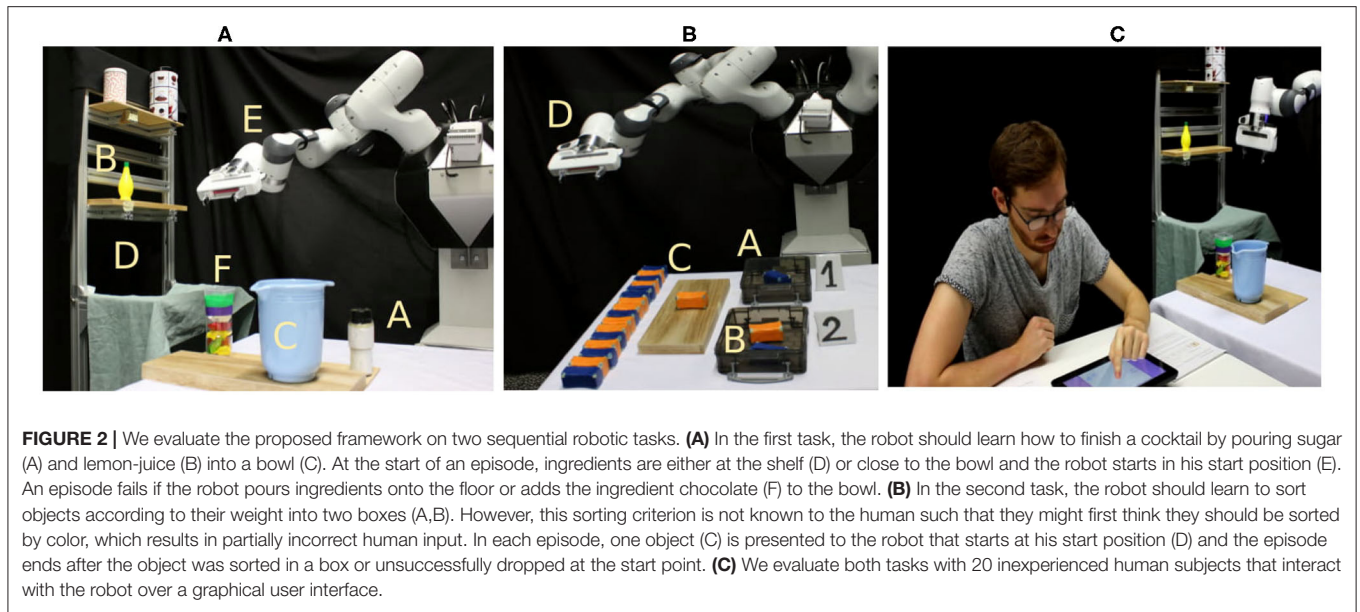 A
B
C
E
B
D
F
C
A
D
A
C
1
B
2
FIGURE 2 | We evaluate the proposed framework on two sequential robotic tasks. (A) In the first task, the robot should learn how to finish a cocktail by pouring sugar
(A) and lemon-juice (B) into a bowl (C). At the start of an episode, ingredients are either at the shelf (D) or close to the bowl and the robot starts in his start position (E).
An episode fails if the robot pours ingredients onto the floor or adds the ingredient chocolate (F) to the bowl. (B) In the second task, the robot should learn to sort
objects according to their weight into two boxes (A,B). However, this sorting criterion is not known to the human such that they might first think they should be sorted
by color, which results in partially incorrect human input. In each episode, one object (C) is presented to the robot that starts at his start position (D) and the episode
ends after the object was sorted in a box or unsuccessfully dropped at the start point. (C) We evaluate both tasks with 20 inexperienced human subjects that interact
with the robot over a graphical user interface.